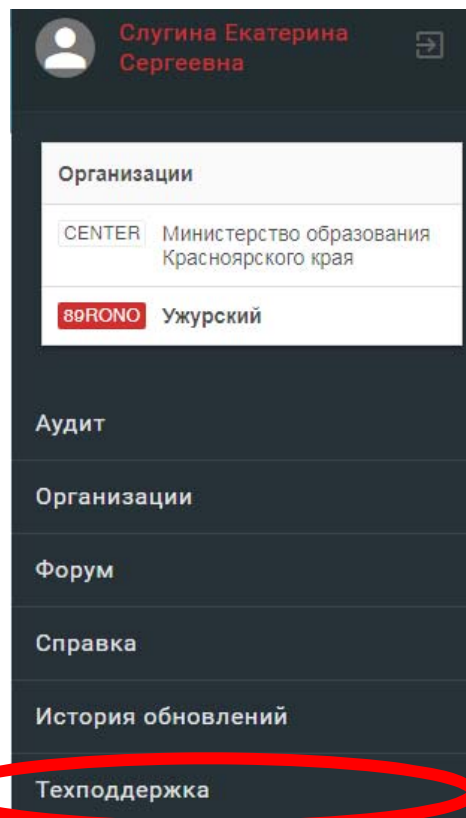 Слугина Екатерина
Сергеевна
Организации
CENTER Министерство образования
Красноярского края
89RONO Ужурский
Аудит
Организации
Форум
Справка
История обновлений
Техподдержка